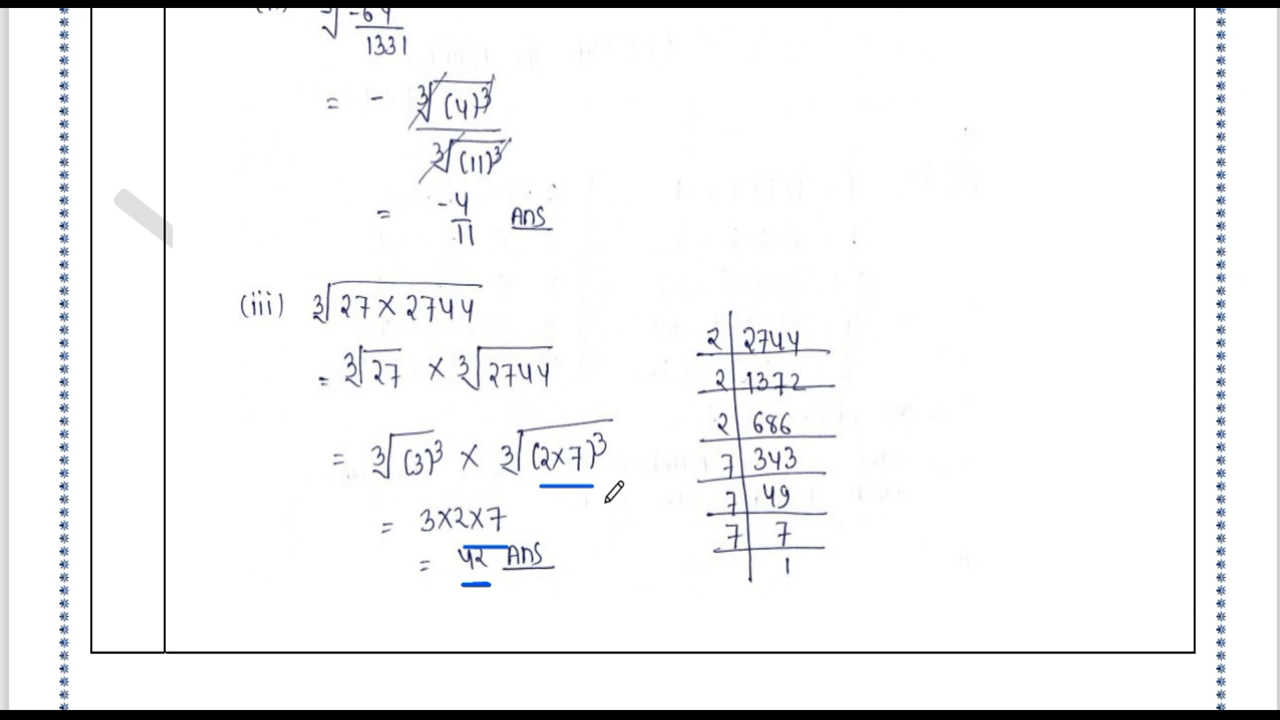 ∛-64
1331
= - ∛(4)³
∛(11)³
= -4/11 Ans
(iii) ∛27 × 2744
= ∛27 × ∛2744
= ∛(3)³ × ∛(2×7)³
= 3×2×7
= 42 Ans
2 | 2744
2 | 1372
2 | 686
7 | 343
7 | 49
7 | 7
| 1